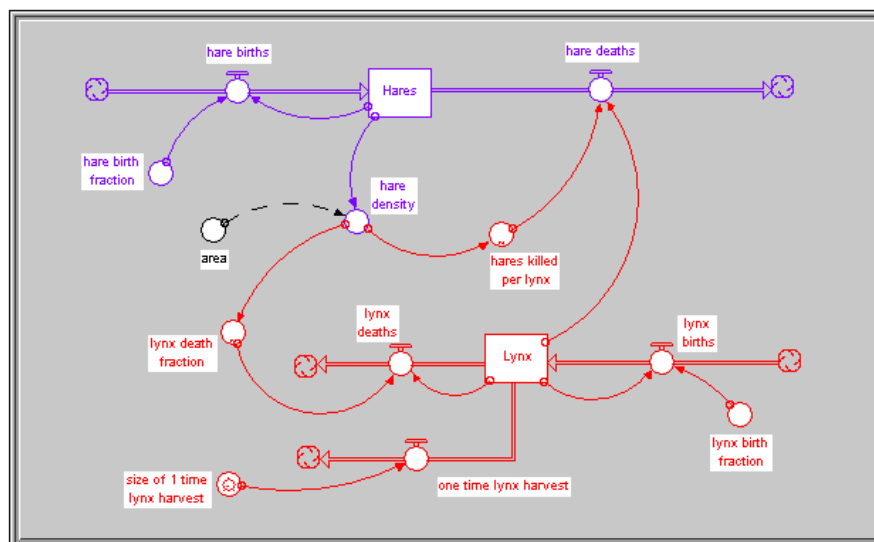 hare births
hare deaths
Hares
hare birth
fraction
hare
density
area
hares killed
per lynx
lynx death
fraction
lynx
deaths
Lynx
lynx
births
lynx birth
fraction
size of 1 time
lynx harvest
one time lynx harvest